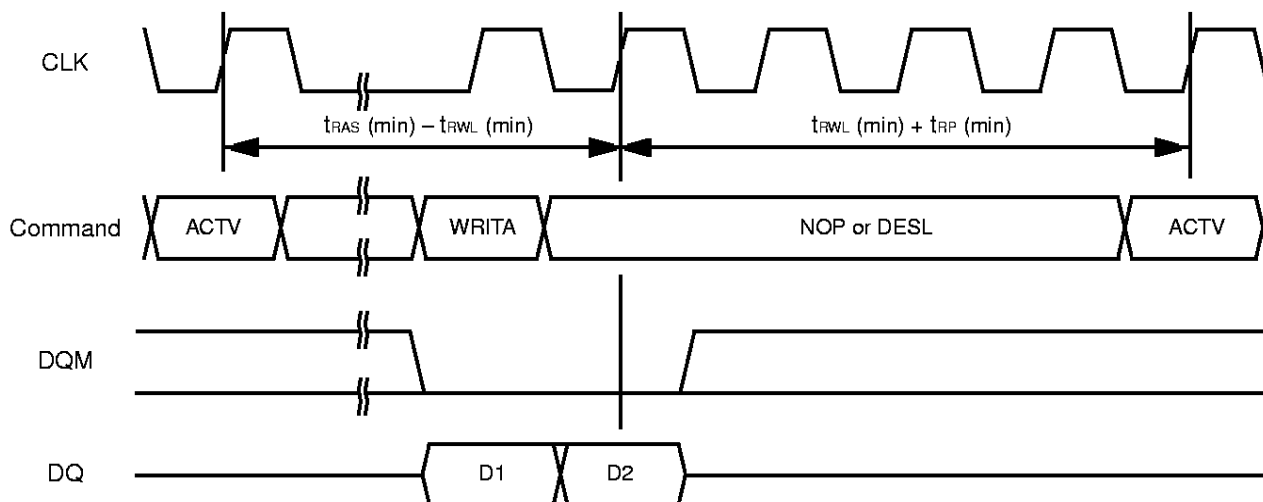 CLK
tRAS (min) – tRWL (min)
tRWL (min) + tRP (min)
Command
ACTV
WRITA
NOP or DESL
ACTV
DQM
DQ
D1
D2